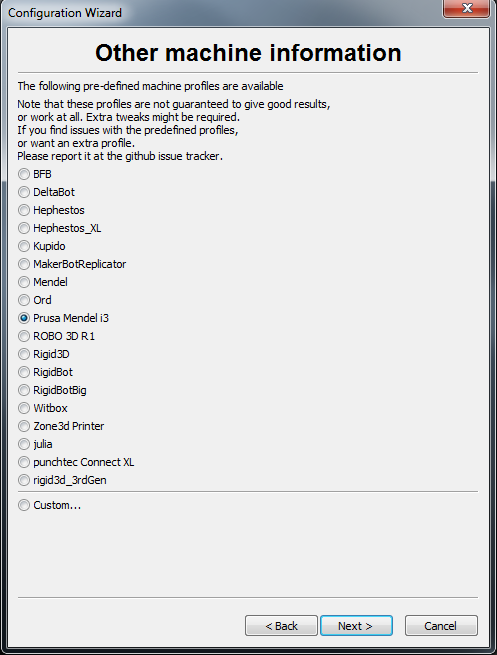 Configuration Wizard
Other machine information
The following pre-defined machine profiles are available
Note that these profiles are not guaranteed to give good results,
or work at all. Extra tweaks might be required.
If you find issues with the predefined profiles,
or want an extra profile.
Please report it at the github issue tracker.
BFB
DeltaBot
Hephestos
Hephestos_XL
Kupido
MakerBotReplicator
Mendel
Ord
Prusa Mendel i3
ROBO 3D R1
Rigid3D
RigidBot
RigidBotBig
Witbox
Zone3d Printer
julia
punchtec Connect XL
rigid3d_3rdGen
Custom...
< Back Next > Cancel